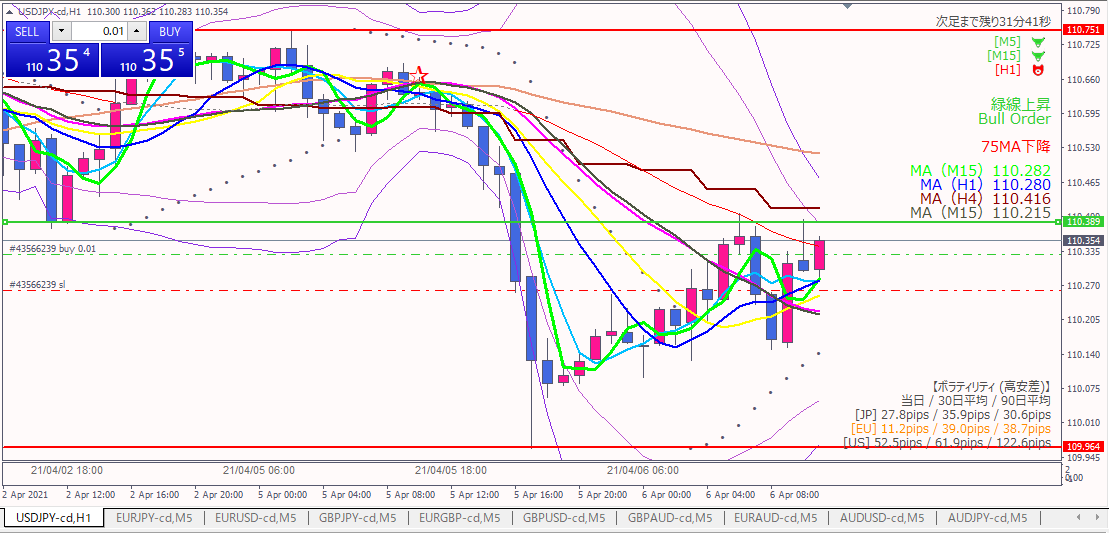 USDJPY-cd,H1 110.300 110.362 110.283 110.354
SELL
0.01
BUY
110 35 4
110 35 5
次足まで残り31分41秒
[M5]
[M15]
[H1]
緑線上昇
Bull Order
75MA下降
MA（M15）110.282
MA（H1）110.280
MA（H4）110.416
MA（M15）110.215
#43566239 buy 0.01
#43566239 sl
【ボラティリティ(高安差)】
当日 / 30日平均 / 90日平均
[JP] 27.8pips / 35.9pips / 30.6pips
[EU] 11.2pips / 39.0pips / 38.7pips
[US] 52.5pips / 61.9pips / 122.6pips
110.790
110.751
110.725
110.660
110.595
110.530
110.465
110.389
110.354
110.335
110.270
110.205
110.140
110.075
110.010
109.964
109.945
21/04/02 18:00
21/04/05 06:00
21/04/05 18:00
21/04/06 06:00
2 Apr 2021
2 Apr 12:00
2 Apr 16:00
2 Apr 20:00
5 Apr 00:00
5 Apr 04:00
5 Apr 08:00
5 Apr 12:00
5 Apr 16:00
5 Apr 20:00
6 Apr 00:00
6 Apr 04:00
6 Apr 08:00
USDJPY-cd,H1
EURJPY-cd,M5
EURUSD-cd,M5
GBPJPY-cd,M5
EURGBP-cd,M5
GBPUSD-cd,M5
GBPAUD-cd,M5
EURAUD-cd,M5
AUDUSD-cd,M5
AUDJPY-cd,M5